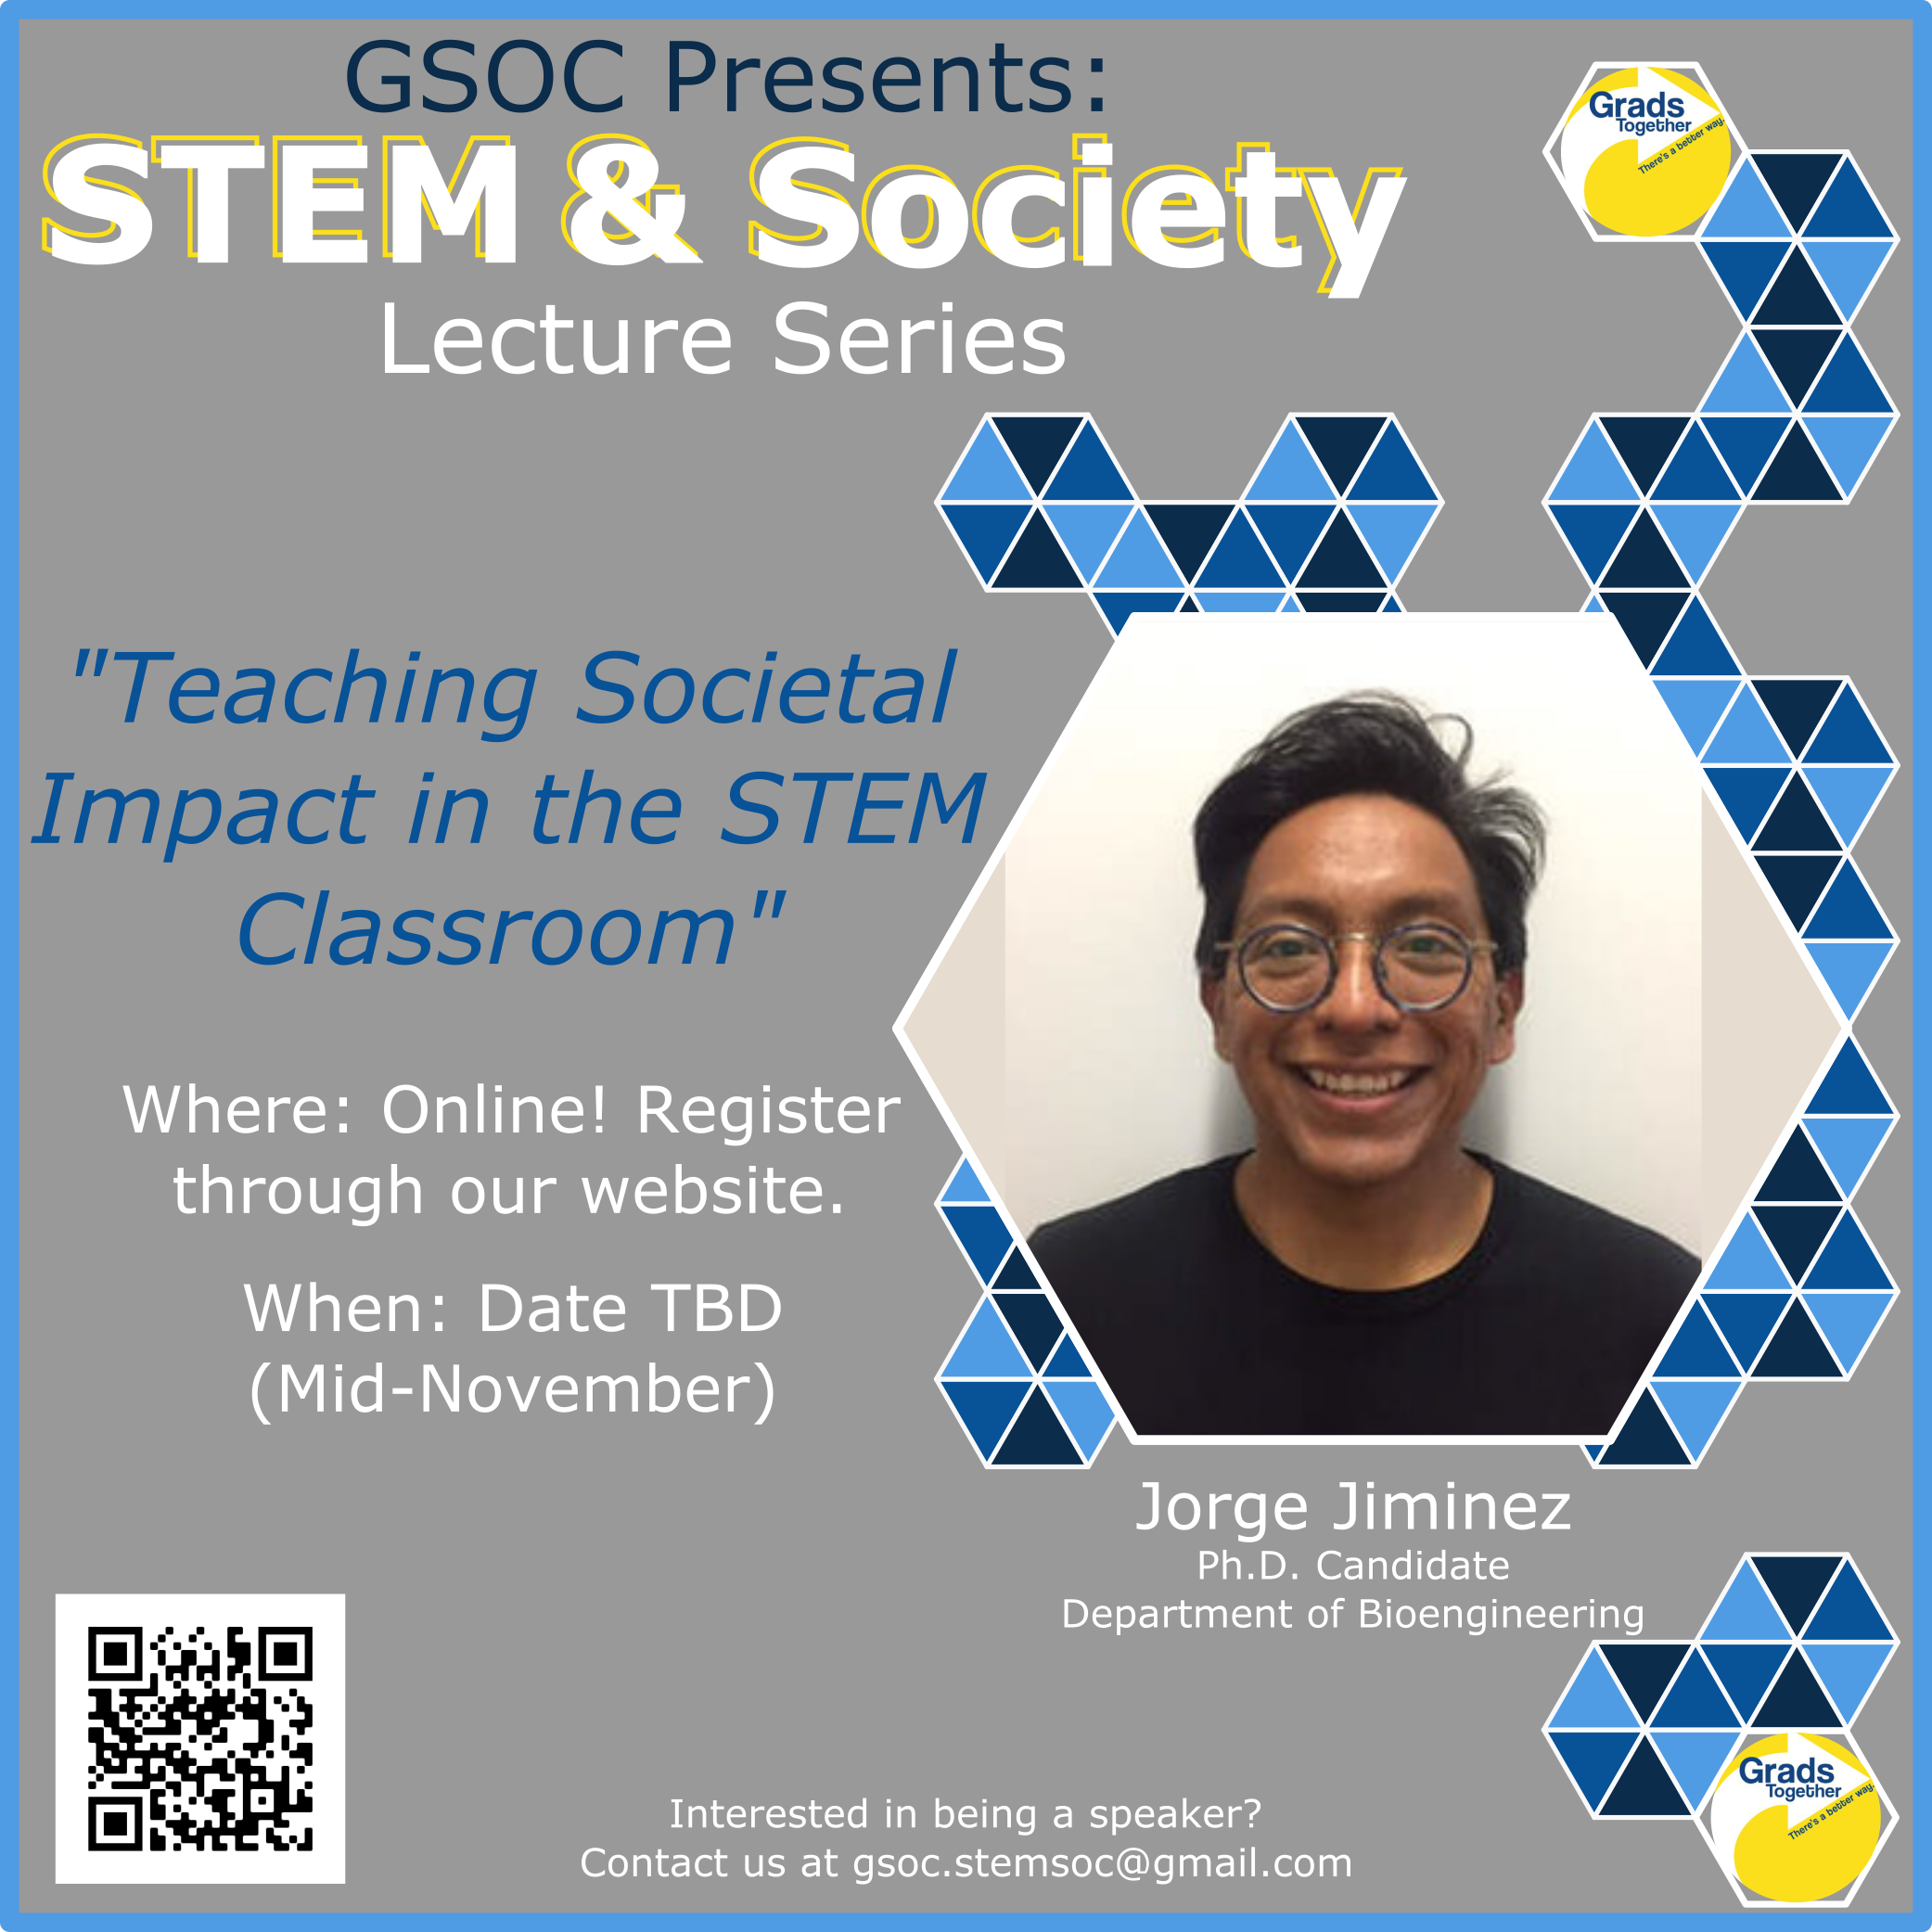 GSOC Presents:
STEM & Society
Lecture Series
Grads
Together
There's a better way.
"Teaching Societal
Impact in the STEM
Classroom"
Where: Online! Register
through our website.
When: Date TBD
(Mid-November)
Jorge Jiminez
Ph.D. Candidate
Department of Bioengineering
Interested in being a speaker?
Contact us at gsoc.stemsoc@gmail.com
Grads
Together
There's a better way.